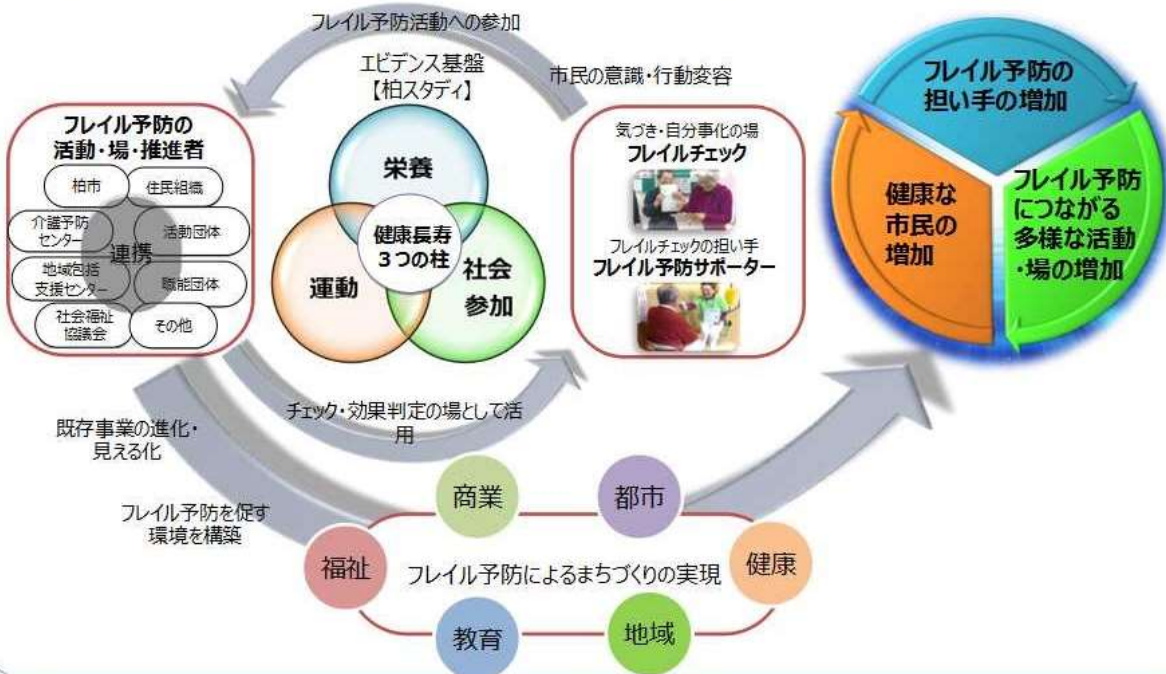 フレイル予防活動への参加
エビデンス基盤
【柏スタディ】
市民の意識・行動変容
フレイル予防の
活動・場・推進者
柏市
住民組織
介護予防
センター
活動団体
連携
地域包括
支援センター
職能団体
社会福祉
協議会
その他
栄養
健康長寿
３つの柱
運動
社会
参加
気づき・自分事化の場
フレイルチェック
フレイルチェックの担い手
フレイル予防サポーター
フレイル予防の
担い手の増加
健康な
市民の
増加
フレイル予防
につながる
多様な活動
・場の増加
チェック・効果判定の場として活
用
既存事業の進化・
見える化
フレイル予防を促す
環境を構築
商業
都市
福祉
フレイル予防によるまちづくりの実現
健康
教育
地域